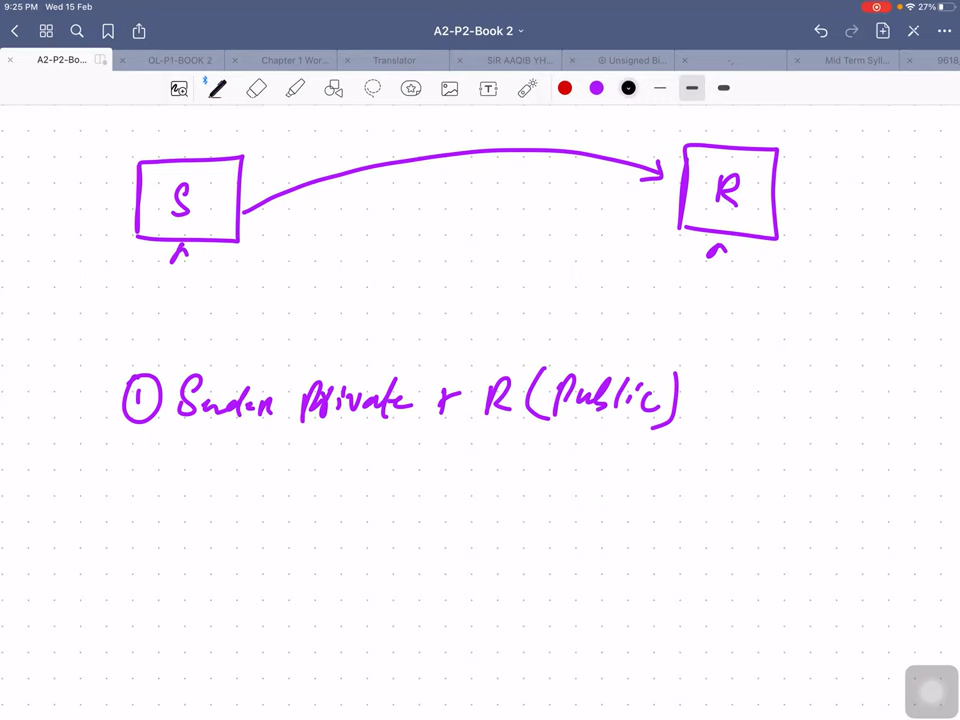 9:25 PM Wed 15 Feb
27%
A2-P2-Book 2
A2-P2-Bo...
OL-P1-BOOK 2
Chapter 1 Wor...
Translator
SiR AAQIB YH...
Unsigned Bi...
Mid Term Syll
9618
S
R
① Sender Private + R (Public)